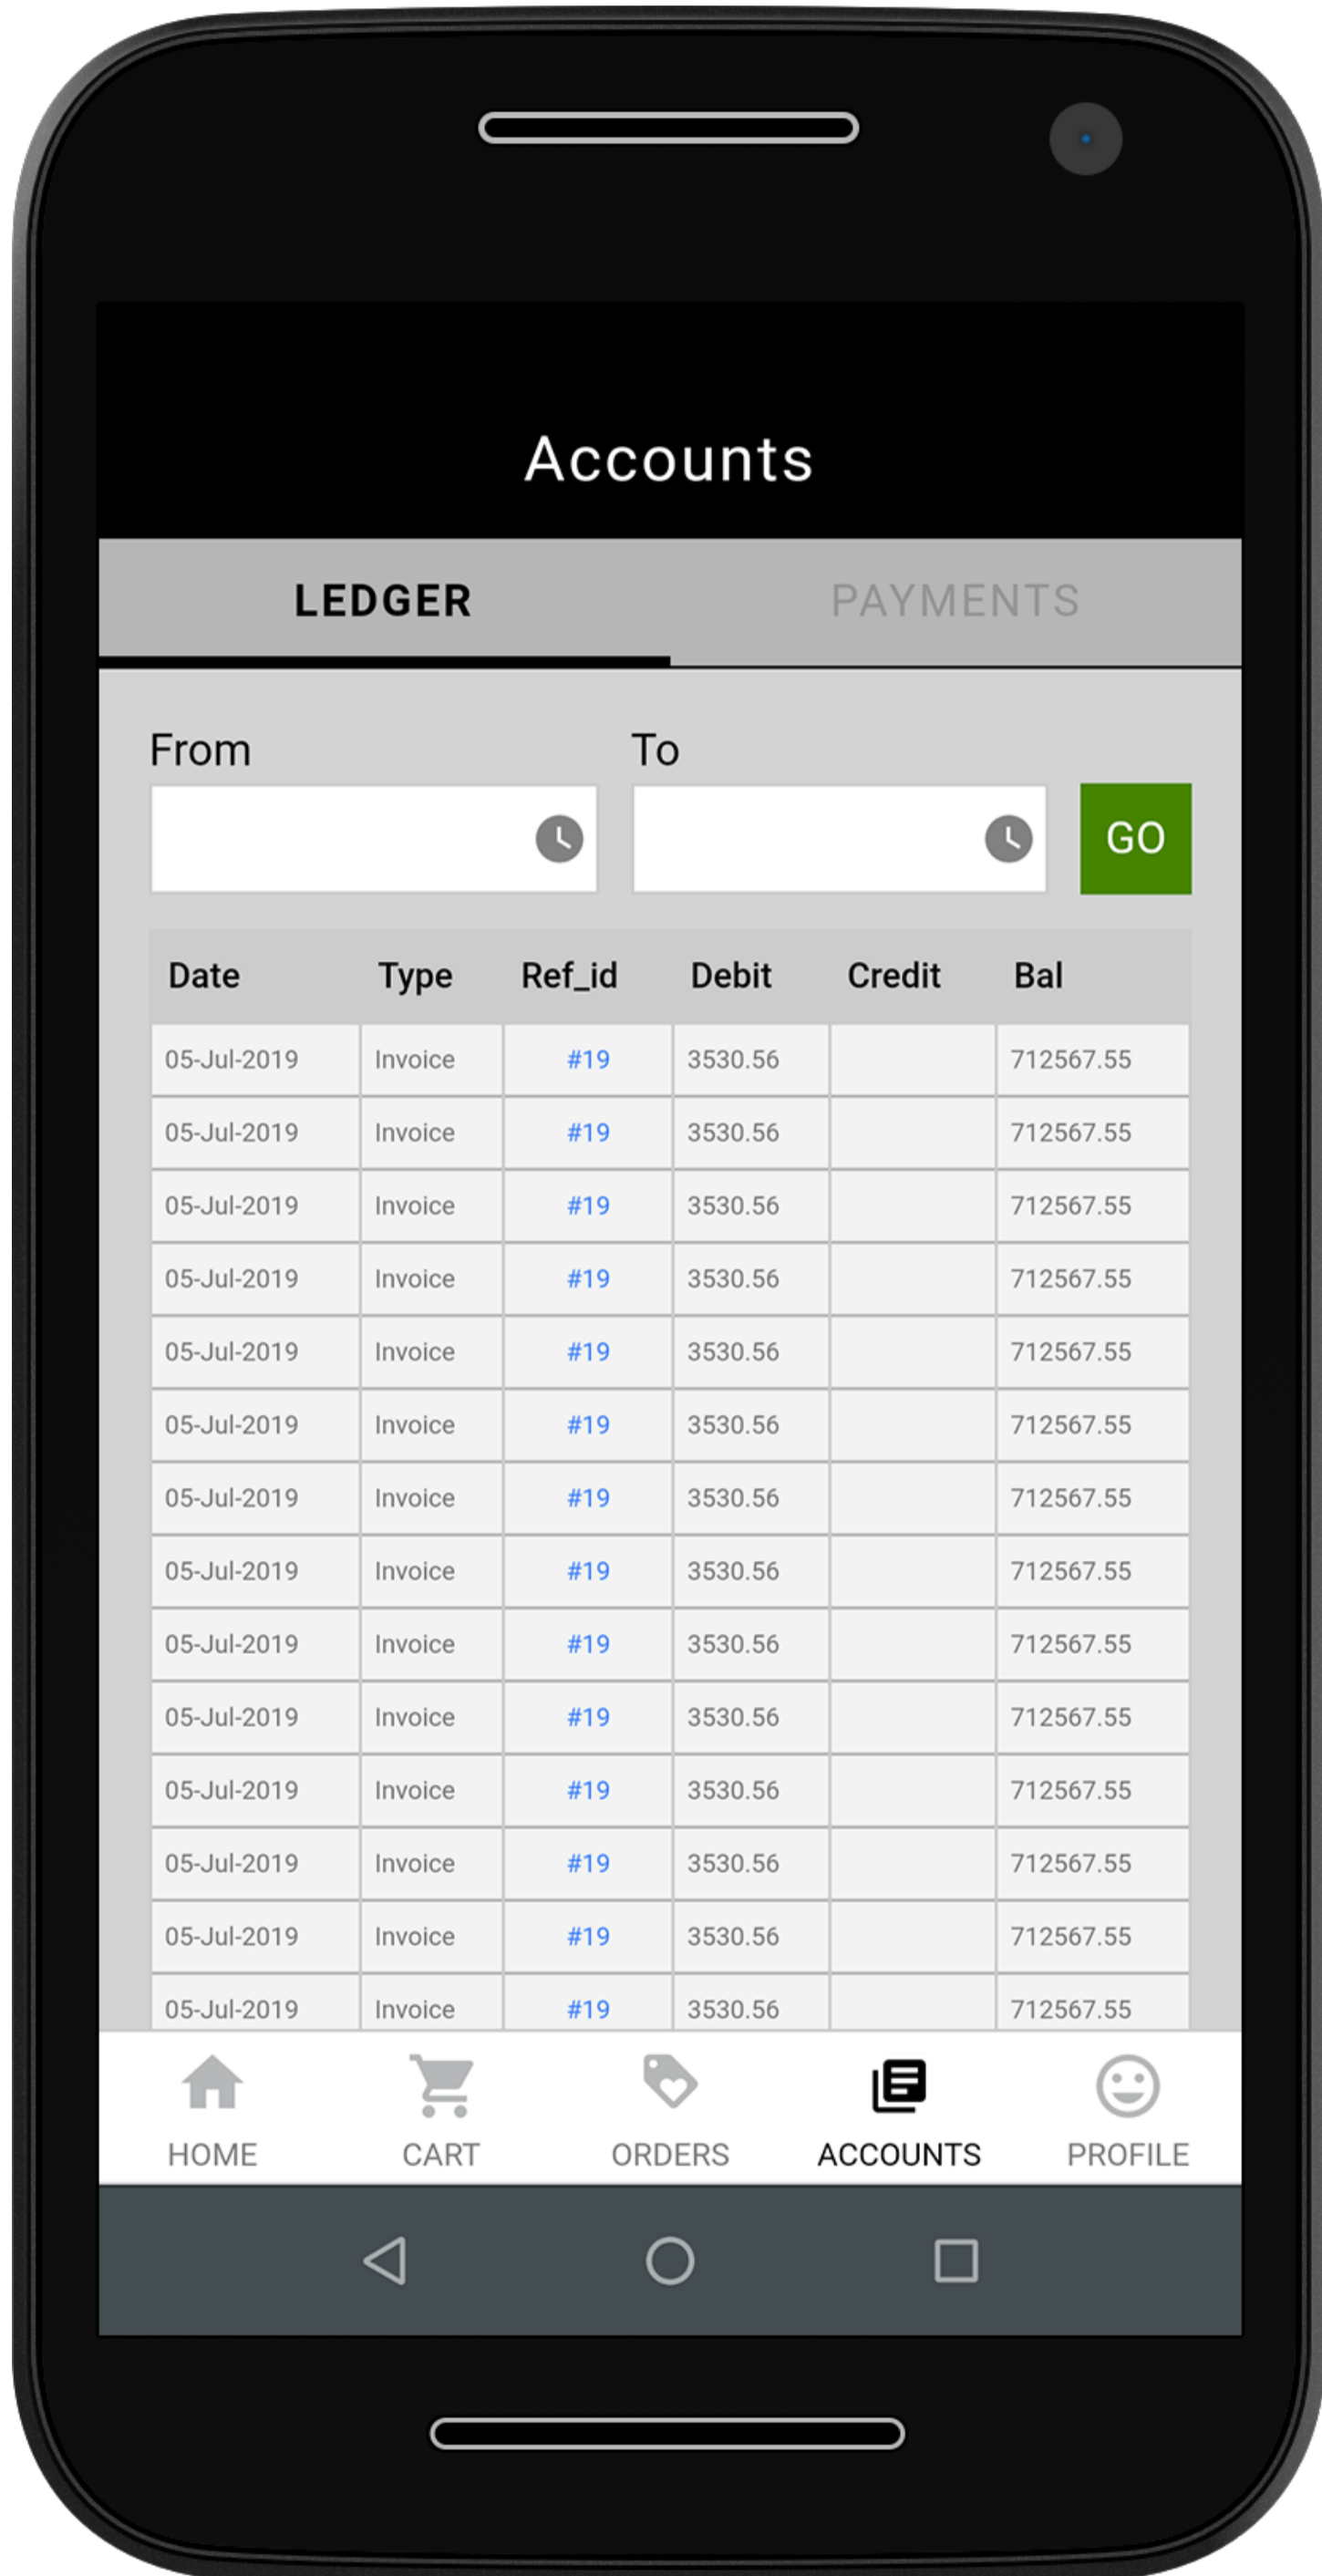 Accounts
LEDGER PAYMENTS
From To
GO
Date Type Ref_id Debit Credit Bal
05-Jul-2019 Invoice #19 3530.56 712567.55
05-Jul-2019 Invoice #19 3530.56 712567.55
05-Jul-2019 Invoice #19 3530.56 712567.55
05-Jul-2019 Invoice #19 3530.56 712567.55
05-Jul-2019 Invoice #19 3530.56 712567.55
05-Jul-2019 Invoice #19 3530.56 712567.55
05-Jul-2019 Invoice #19 3530.56 712567.55
05-Jul-2019 Invoice #19 3530.56 712567.55
05-Jul-2019 Invoice #19 3530.56 712567.55
05-Jul-2019 Invoice #19 3530.56 712567.55
05-Jul-2019 Invoice #19 3530.56 712567.55
05-Jul-2019 Invoice #19 3530.56 712567.55
05-Jul-2019 Invoice #19 3530.56 712567.55
05-Jul-2019 Invoice #19 3530.56 712567.55
HOME CART ORDERS ACCOUNTS PROFILE